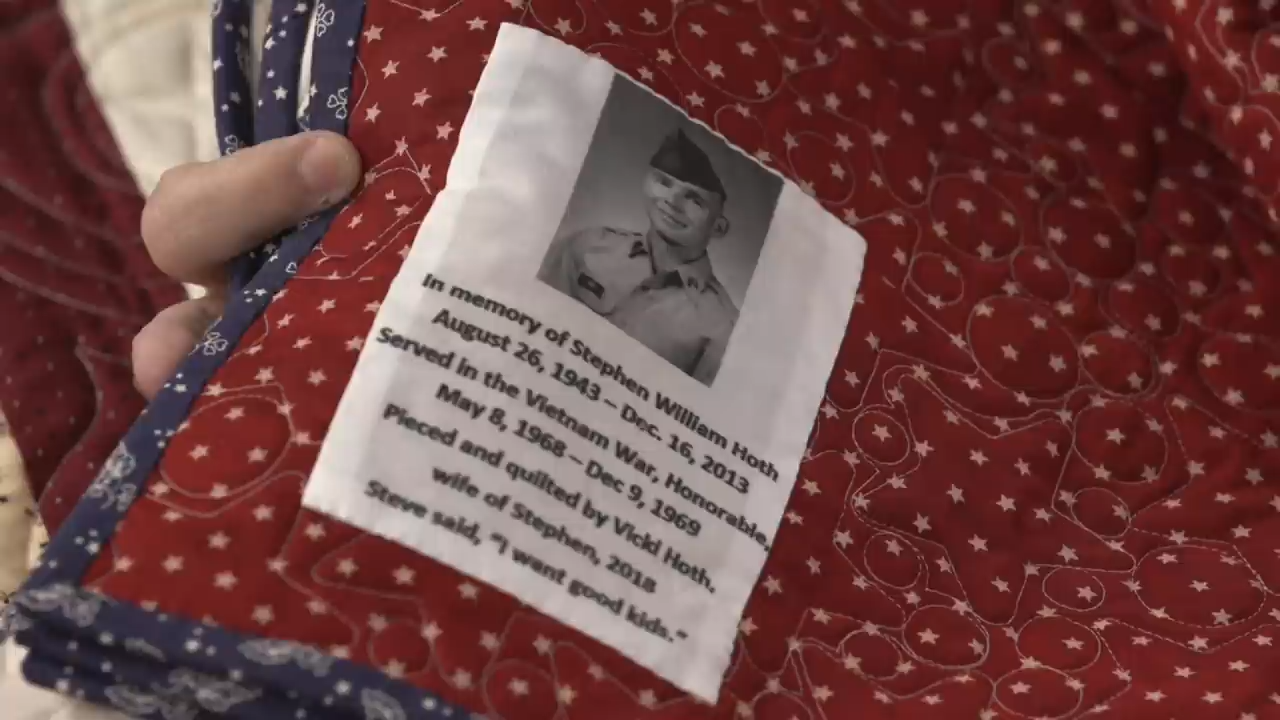 In memory of Stephen William Hoth
August 26, 1943 – Dec. 16, 2013
Served in the Vietnam War, Honorable,
May 8, 1968 – Dec 9, 1969
Pieced and quilted by Vicki Hoth,
wife of Stephen, 2018
Steve said, "I want good kids."